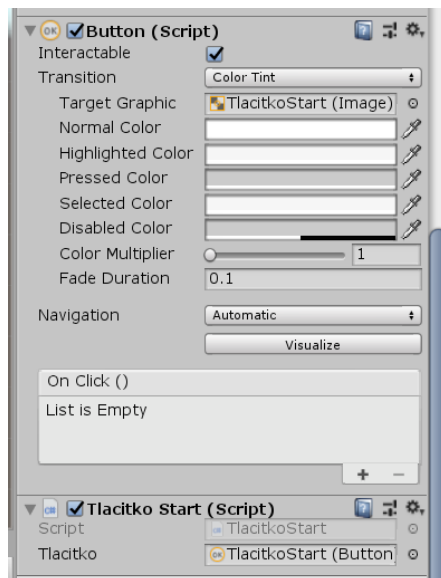 Button (Script)
Interactable
Transition Color Tint
Target Graphic TlacitkoStart (Image)
Normal Color
Highlighted Color
Pressed Color
Selected Color
Disabled Color
Color Multiplier 1
Fade Duration 0.1
Navigation Automatic
Visualize
On Click ()
List is Empty
+ −
Tlacitko Start (Script)
Script TlacitkoStart
Tlacitko TlacitkoStart (Button